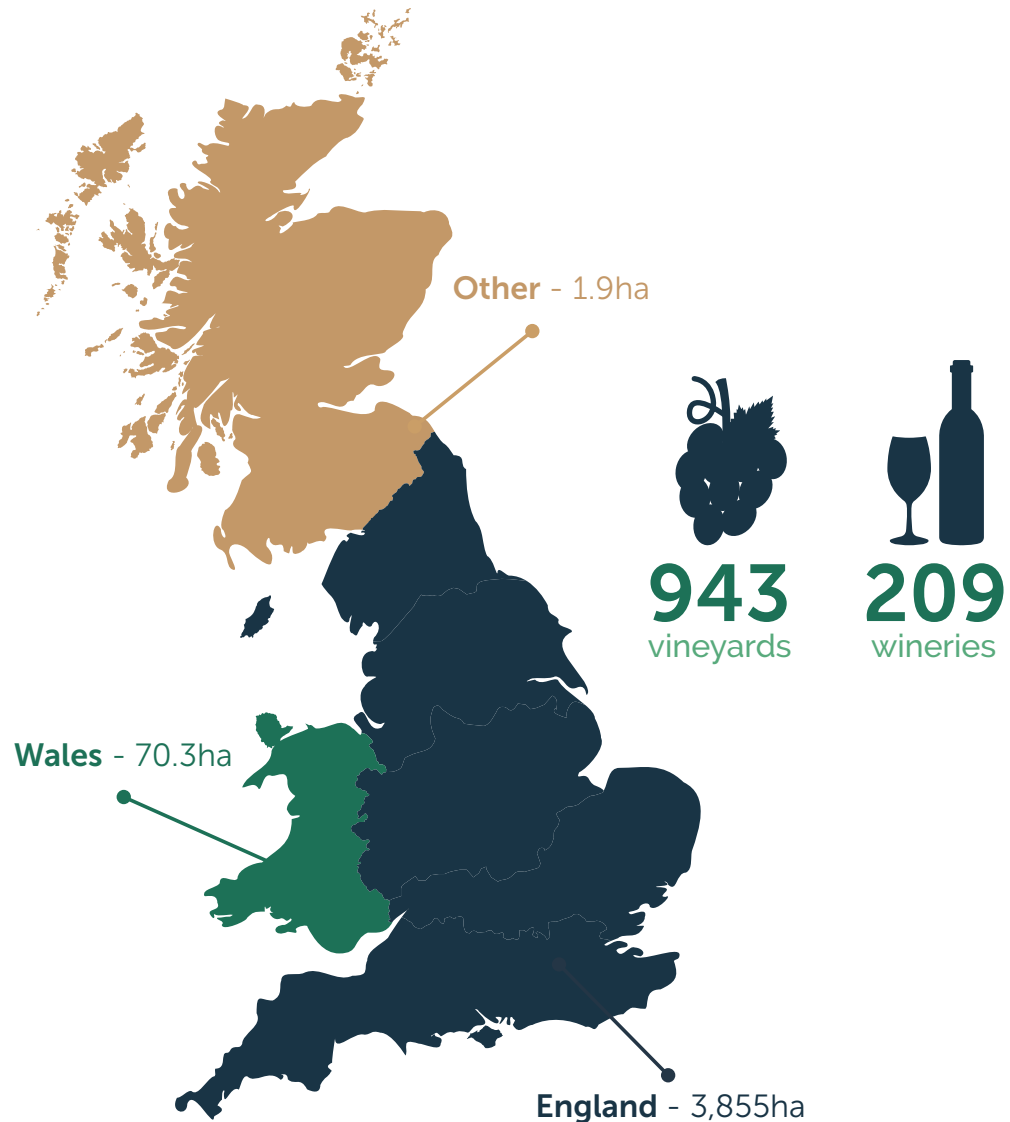 Other - 1.9ha
943
vineyards
209
wineries
Wales - 70.3ha
England - 3,855ha